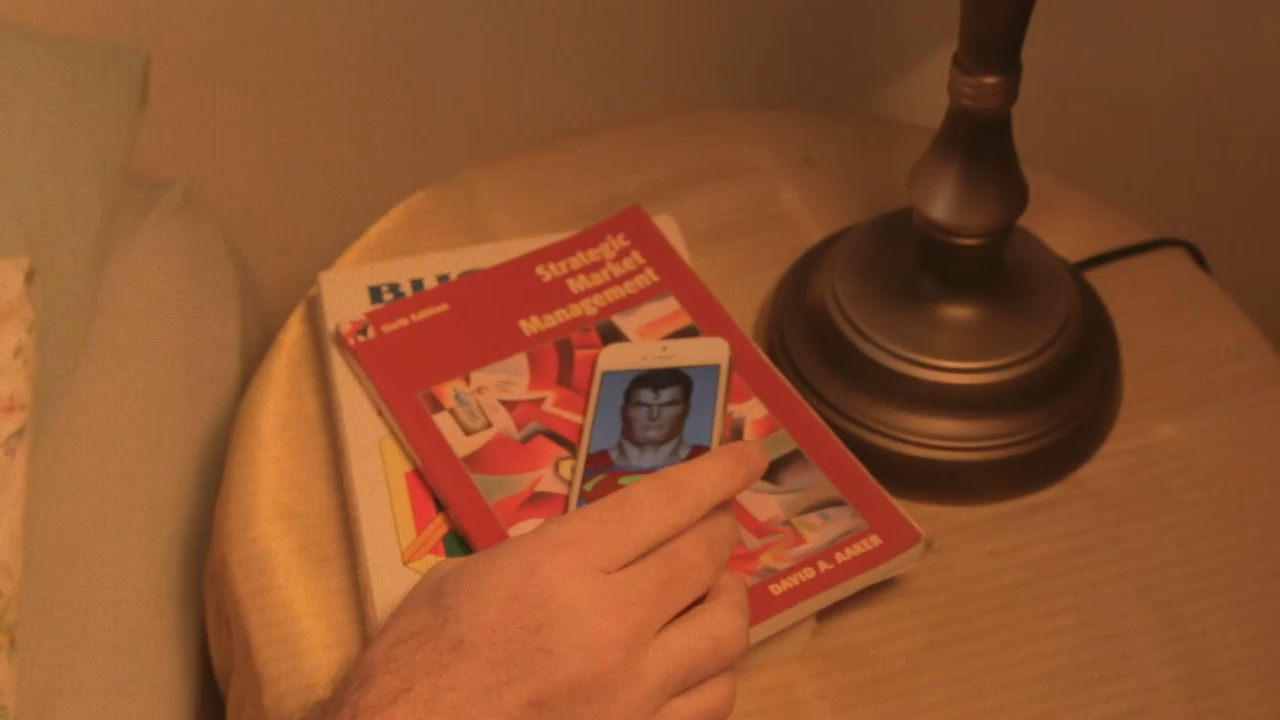 Sixth Edition
Strategic
Market
Management
DAVID A. AAKER